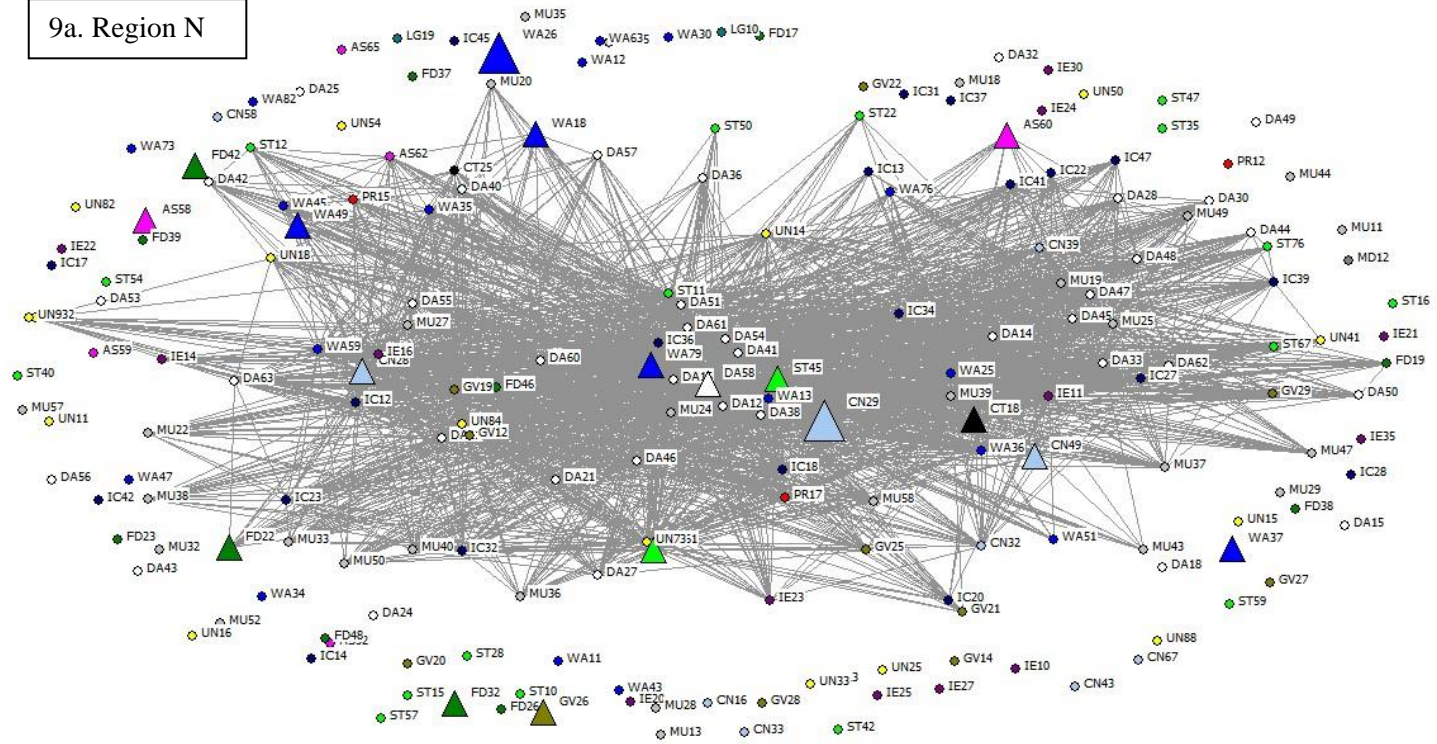 9a. Region N
MU35
LG19
IC45
WA26
WA635
WA30
LG10
FD17
AS65
WA12
DA32
FD37
MU20
GV22
MU18
IE30
DA25
IC31
IC37
UN50
WA82
ST47
CN58
IE24
ST22
UN54
ST50
WA18
AS60
ST35
DA49
WA73
ST12
AS62
DA57
IC47
PR12
FD42
CT25
IC13
IC22
DA42
DA40
DA36
WA76
IC41
MU44
PR15
DA28
DA30
UN82
WA45
WA35
AS58
WA49
MU49
MU11
FD39
UN14
DA44
IE22
CN39
ST76
UN18
DA48
MD12
IC17
ST54
MU19
IC39
DA53
ST11
DA47
DA55
DA51
ST16
UN932
IC34
DA45
MU27
DA61
MU25
DA54
DA14
IE21
IC36
UN41
AS59
WA59
IE16
DA41
ST67
IE14
CN28
DA60
WA79
DA33
DA62
FD19
ST40
DA63
DA58
ST45
WA25
IC27
GV19
FD46
GV29
DA50
IC12
WA13
MU39
IE11
MU57
MU24
DA12
DA38
CN29
CT18
UN11
UN84
MU22
GV12
IE35
WA36
CN49
MU47
DA46
MU37
IC18
IC28
DA56
WA47
DA21
IC42
MU38
IC23
PR17
MU58
MU29
FD38
FD23
MU33
UN15
DA15
MU32
FD22
MU40
IC32
UN7351
GV25
CN32
WA51
MU43
WA37
MU50
DA43
DA27
DA18
GV27
WA34
MU36
IE23
IC20
ST59
GV21
MU52
DA24
UN16
FD48
UN88
IC14
GV20
ST28
WA11
GV14
CN67
UN25
IE10
UN33
CN43
ST15
FD32
ST10
WA43
IE25
IE27
FD26
GV26
IE20
MU28
CN16
GV28
ST57
MU13
CN33
ST42